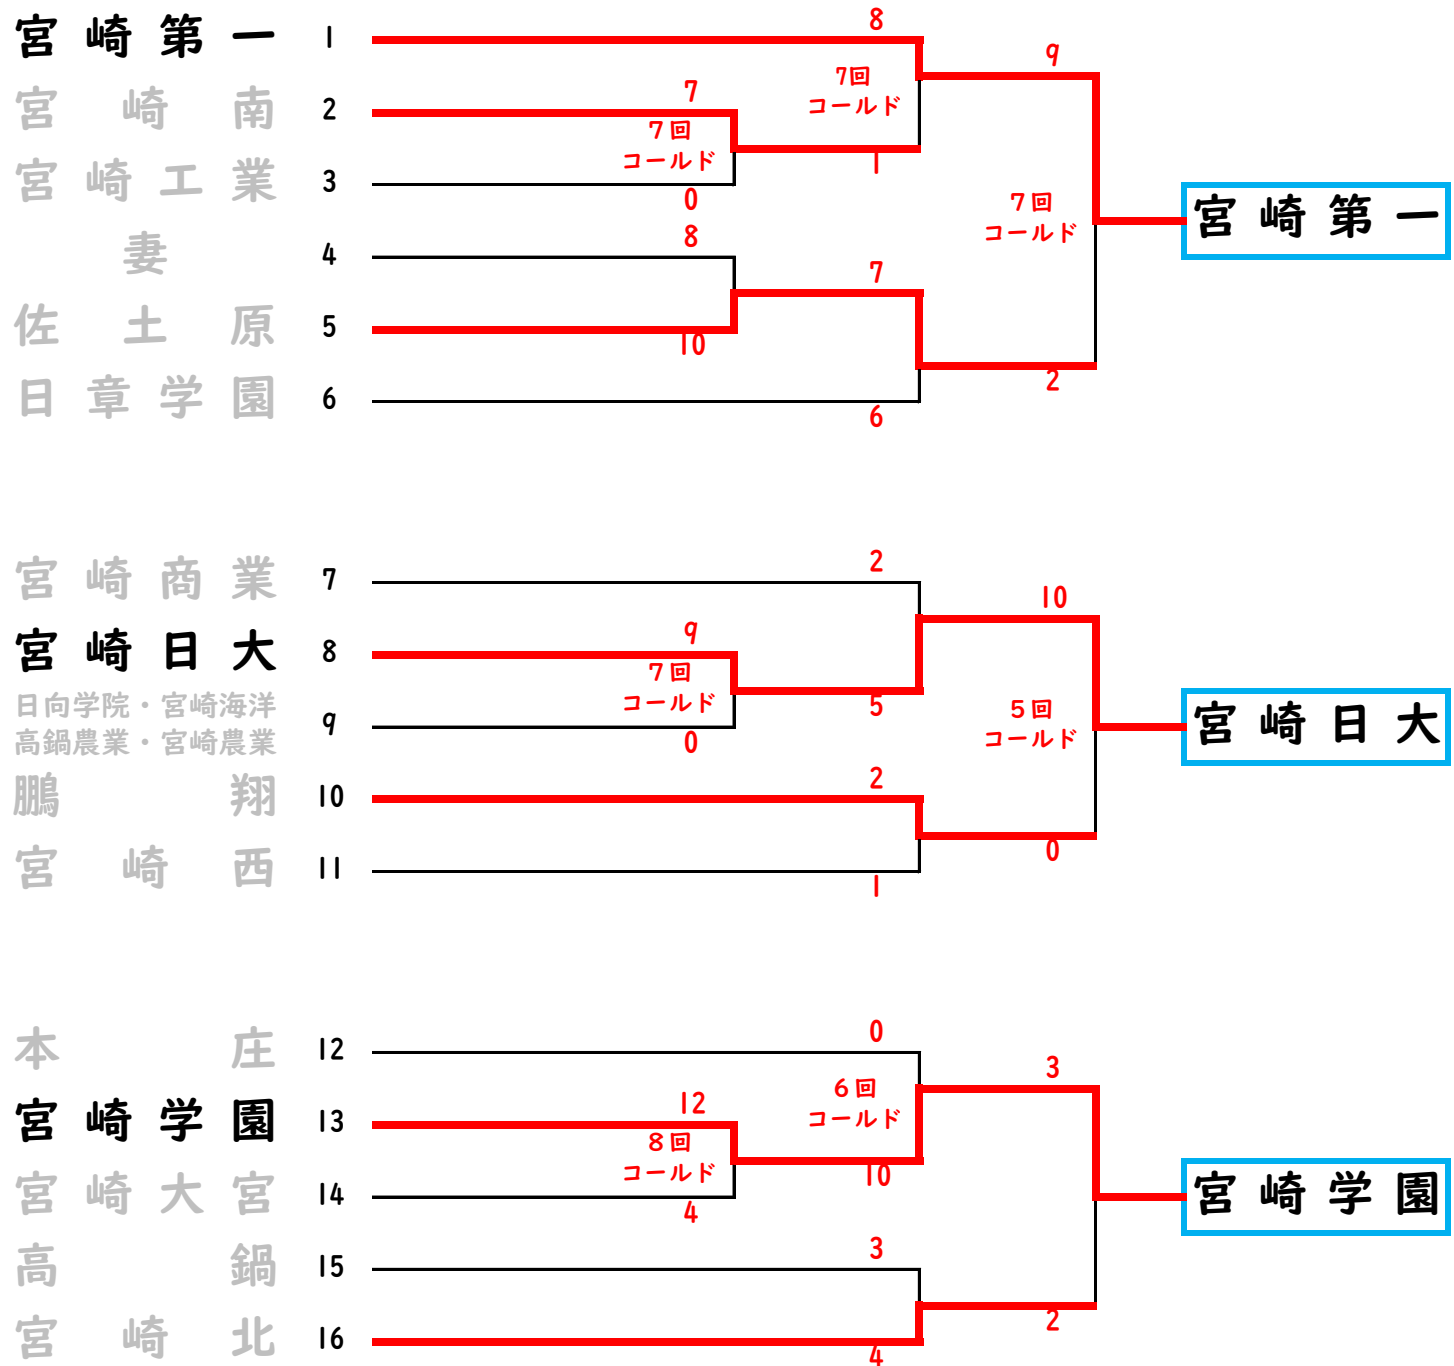 宮崎第一 1
8
9
7回
コールド
宮崎南 2
7
7回
コールド
1
宮崎工業 3
0
7回
コールド
宮崎第一
妻 4
8
7
佐土原 5
10
2
日章学園 6
6
宮崎商業 7
2
10
宮崎日大 8
9
7回
コールド
5
日向学院・宮崎海洋
高鍋農業・宮崎農業 9
0
5回
コールド
宮崎日大
鵬翔 10
2
0
宮崎西 11
1
本庄 12
0
3
6回
コールド
宮崎学園 13
12
8回
コールド
10
宮崎大宮 14
4
宮崎学園
高鍋 15
3
2
宮崎北 16
4